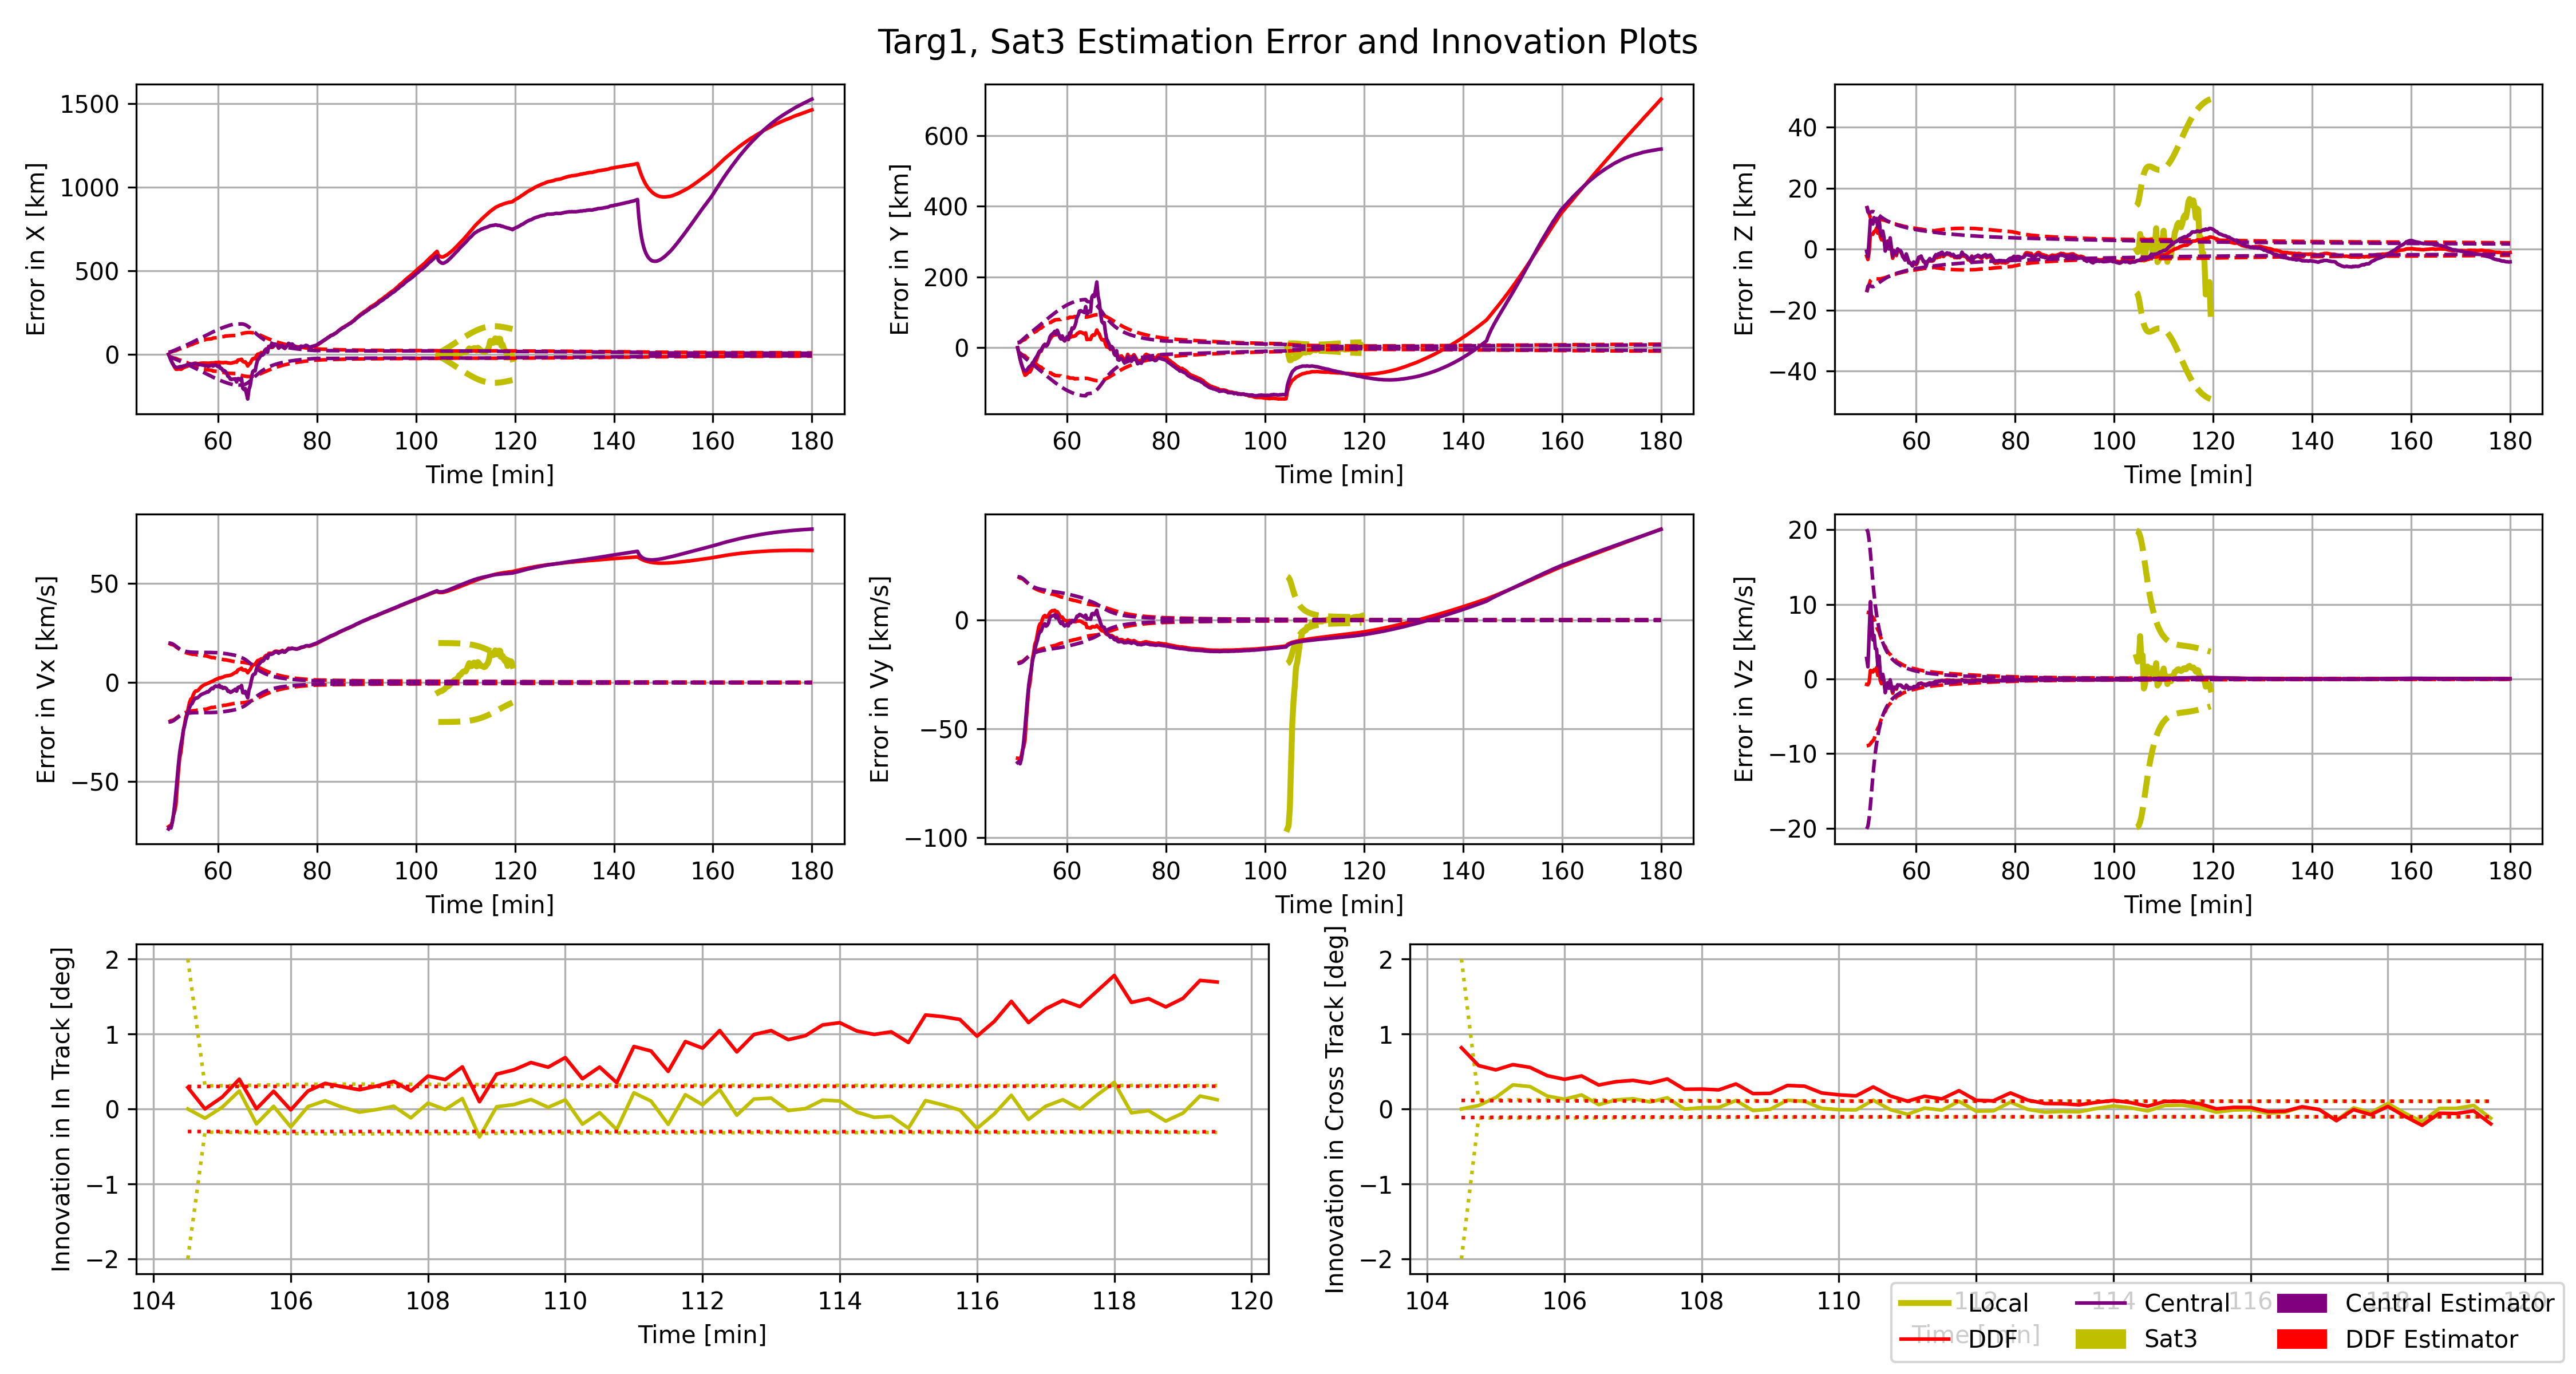 Targ1, Sat3 Estimation Error and Innovation Plots
Error in X [km]
1500
1000
500
0
60 80 100 120 140 160 180
Time [min]
Error in Y [km]
600
400
200
0
60 80 100 120 140 160 180
Time [min]
Error in Z [km]
40
20
0
−20
−40
60 80 100 120 140 160 180
Time [min]
Error in Vx [km/s]
50
0
−50
60 80 100 120 140 160 180
Time [min]
Error in Vy [km/s]
0
−50
−100
60 80 100 120 140 160 180
Time [min]
Error in Vz [km/s]
20
10
0
−10
−20
60 80 100 120 140 160 180
Time [min]
Innovation in In Track [deg]
2
1
0
−1
−2
104 106 108 110 112 114 116 118 120
Time [min]
Innovation in Cross Track [deg]
2
1
0
−1
−2
104 106 108 110 112 114 116 118 120
Time [min]
Local Central Central Estimator
DDF Sat3 DDF Estimator